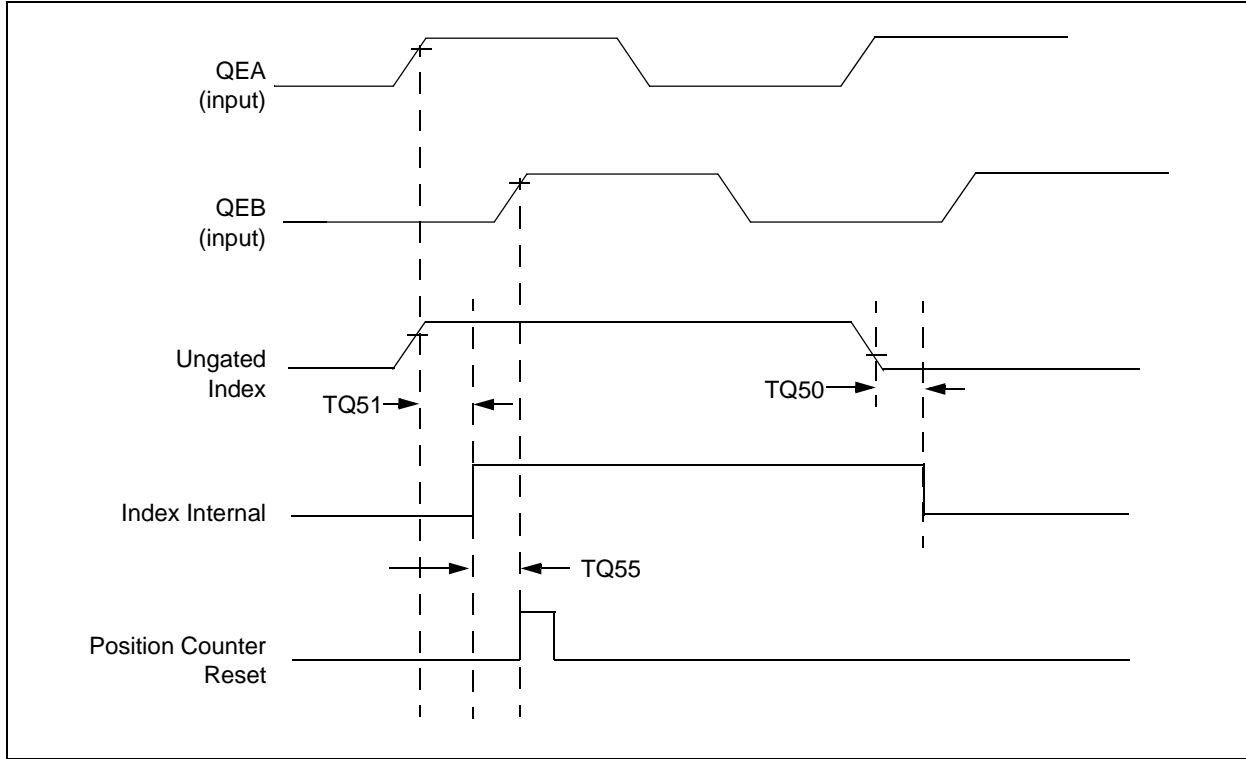 QEA
(input)
QEB
(input)
Ungated
Index
TQ51
TQ50
Index Internal
TQ55
Position Counter
Reset